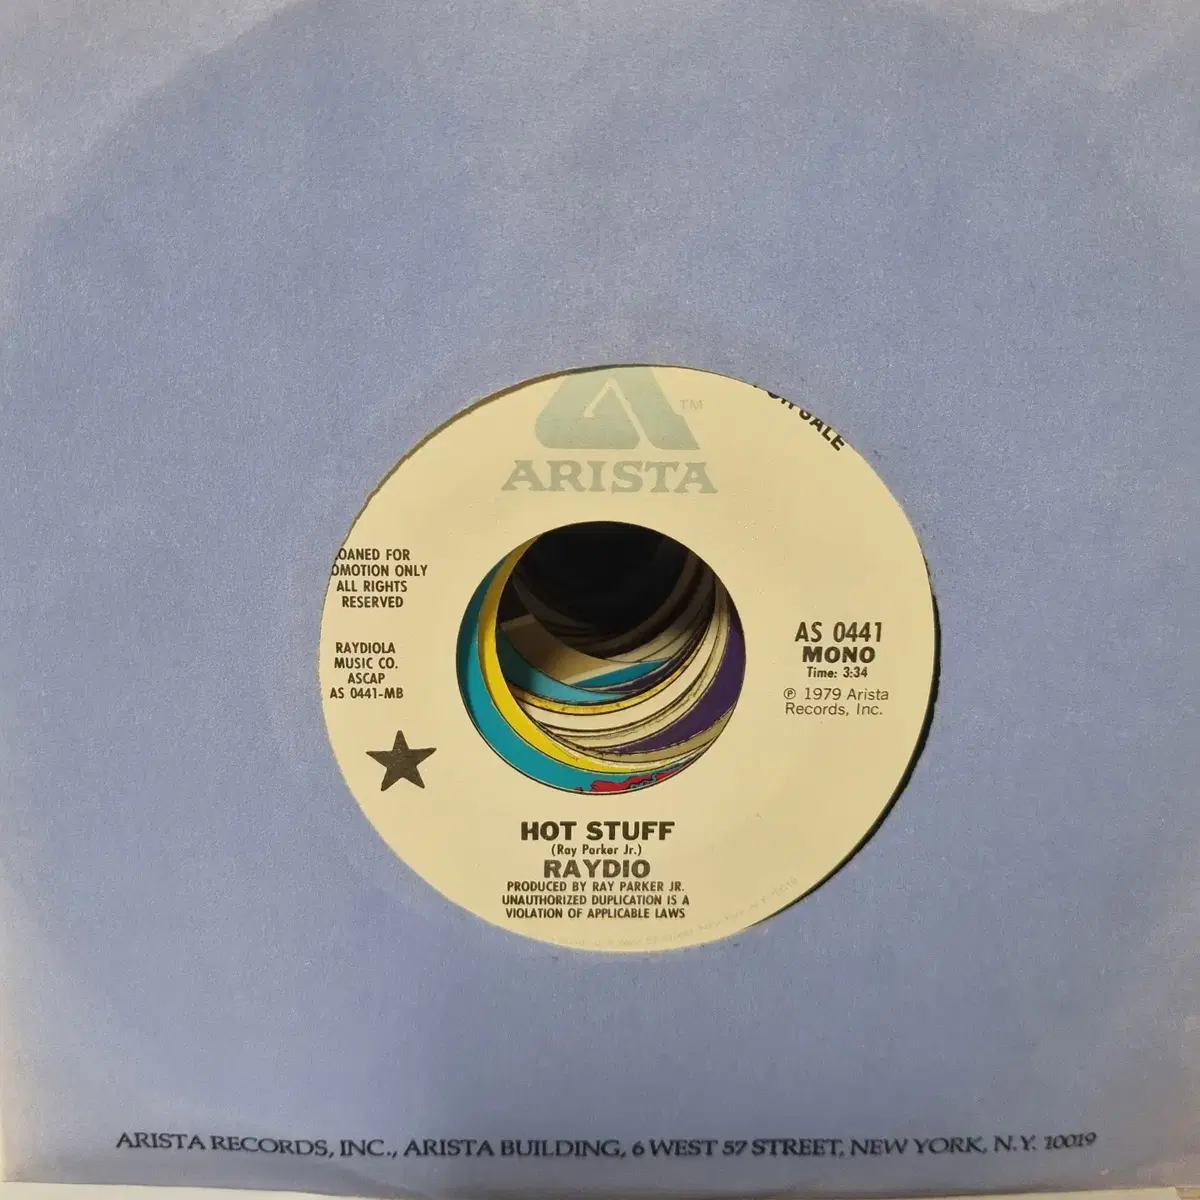 TM
ARISTA
SALE
OANED FOR
OMOTION ONLY
ALL RIGHTS
RESERVED
RAYDIOLA
MUSIC CO.
ASCAP
AS 0441-MB
AS 0441
MONO
Time: 3:34
℗ 1979 Arista
Records, Inc.
HOT STUFF
(Ray Parker Jr.)
RAYDIO
PRODUCED BY RAY PARKER JR.
UNAUTHORIZED DUPLICATION IS A
VIOLATION OF APPLICABLE LAWS
ARISTA RECORDS, INC., ARISTA BUILDING, 6 WEST 57 STREET, NEW YORK, N.Y. 10019